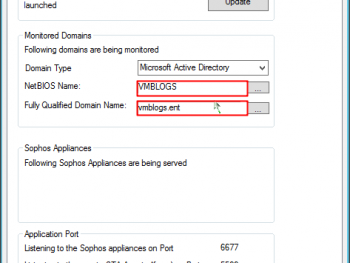 launched
Update
Monitored Domains
Following domains are being monitored
Domain Type
Microsoft Active Directory
NetBIOS Name:
VMBLOGS
...
Fully Qualified Domain Name:
vmblogs.ent
...
Sophos Appliances
Following Sophos Appliances are being served
Application Port
Listening to the Sophos appliances on Port
6677